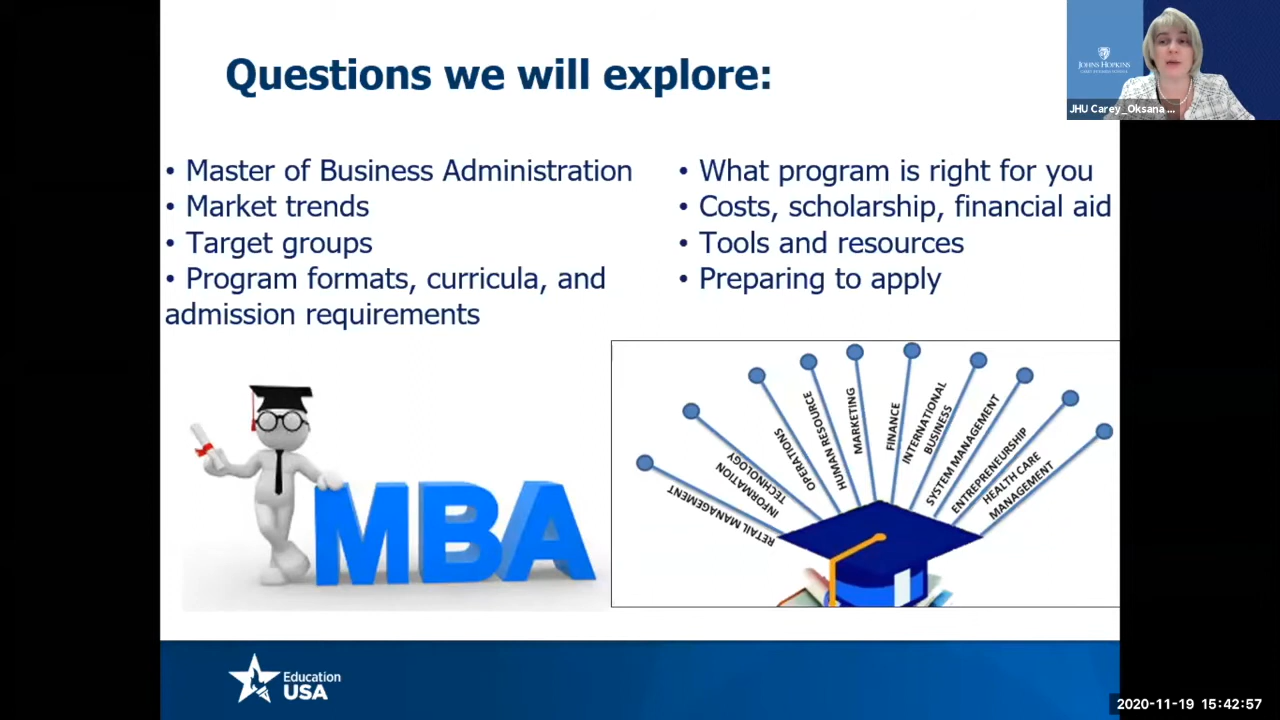 Questions we will explore:
• Master of Business Administration
• Market trends
• Target groups
• Program formats, curricula, and
admission requirements
• What program is right for you
• Costs, scholarship, financial aid
• Tools and resources
• Preparing to apply
MBA
RETAIL MANAGEMENT
INFORMATION
TECHNOLOGY
OPERATIONS
HUMAN RESOURCE
MARKETING
FINANCE
INTERNATIONAL
BUSINESS
SYSTEM MANAGEMENT
ENTREPRENEURSHIP
HEALTH CARE
MANAGEMENT
Education
USA
JOHNS HOPKINS
JHU Carey_Oksana ...
2020-11-19 15:42:57